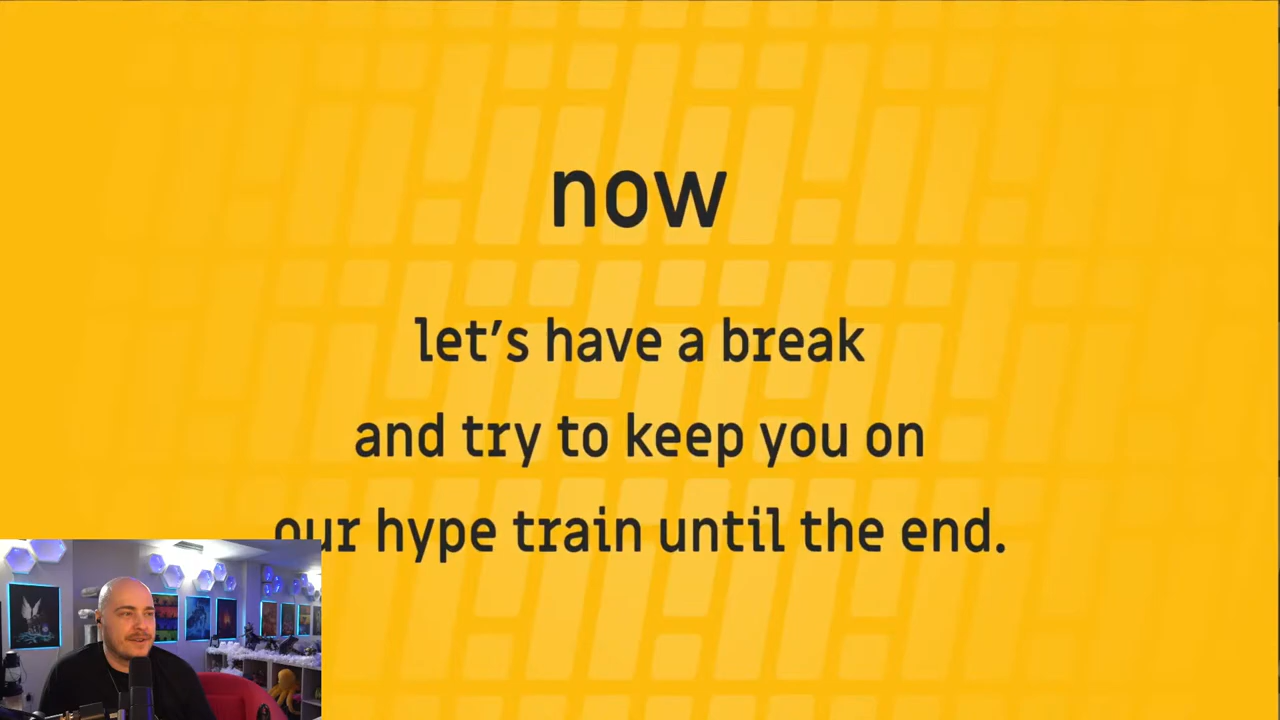 now
let's have a break
and try to keep you on
our hype train until the end.